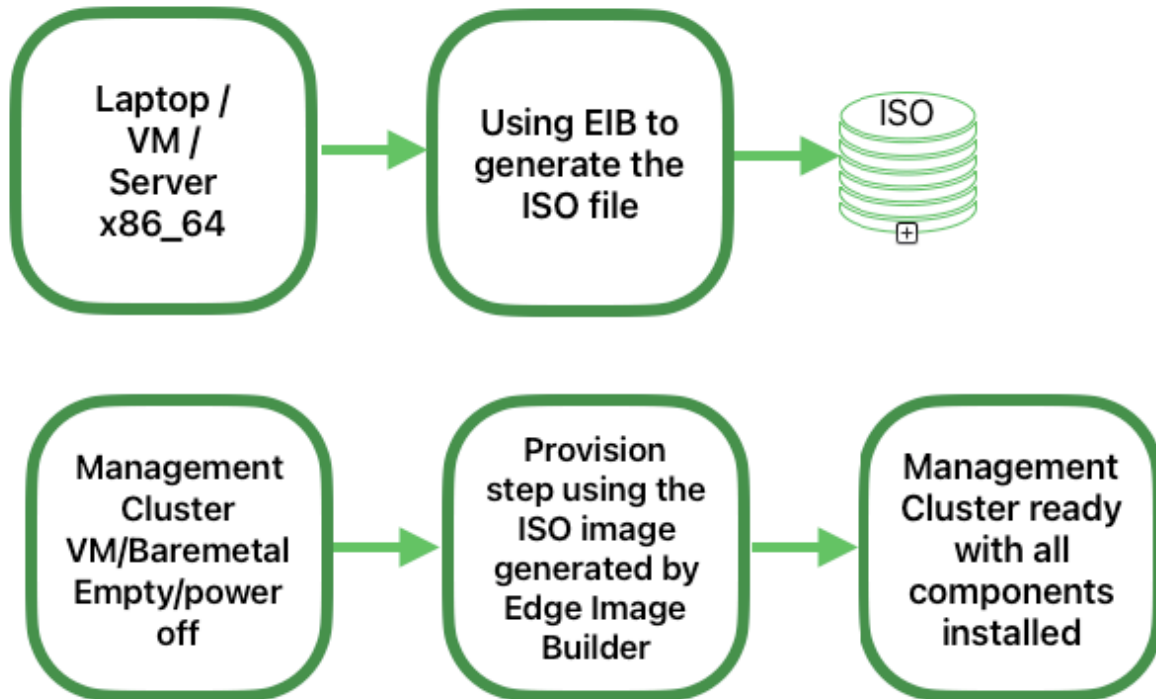 Laptop /
VM /
Server
x86_64
Using EIB to
generate the
ISO file
ISO
Management
Cluster
VM/Baremetal
Empty/power
off
Provision
step using the
ISO image
generated by
Edge Image
Builder
Management
Cluster ready
with all
components
installed